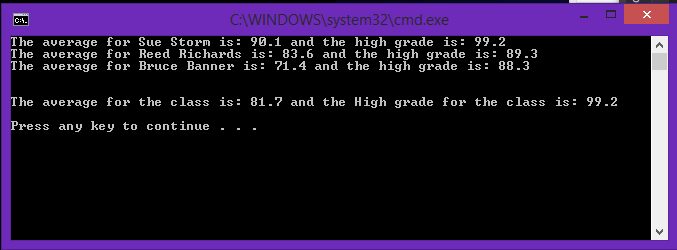 C:\WINDOWS\system32\cmd.exe
The average for Sue Storm is: 90.1 and the high grade is: 99.2
The average for Reed Richards is: 83.6 and the high grade is: 89.3
The average for Bruce Banner is: 71.4 and the high grade is: 88.3
The average for the class is: 81.7 and the High grade for the class is: 99.2
Press any key to continue . . .